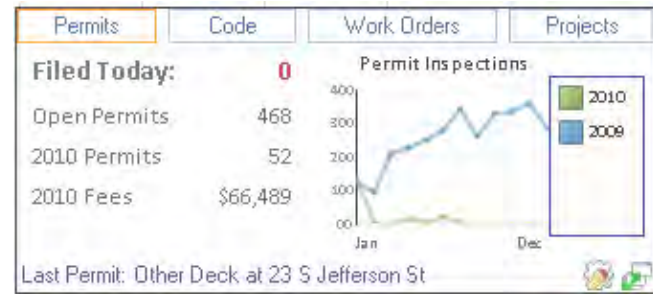 Permits Code Work Orders Projects
Filed Today: 0
Open Permits 468
2010 Permits 52
2010 Fees $66,489
Permit Inspections
400
300
200
100
00
Jan Dec
2010
2009
Last Permit: Other Deck at 23 S Jefferson St